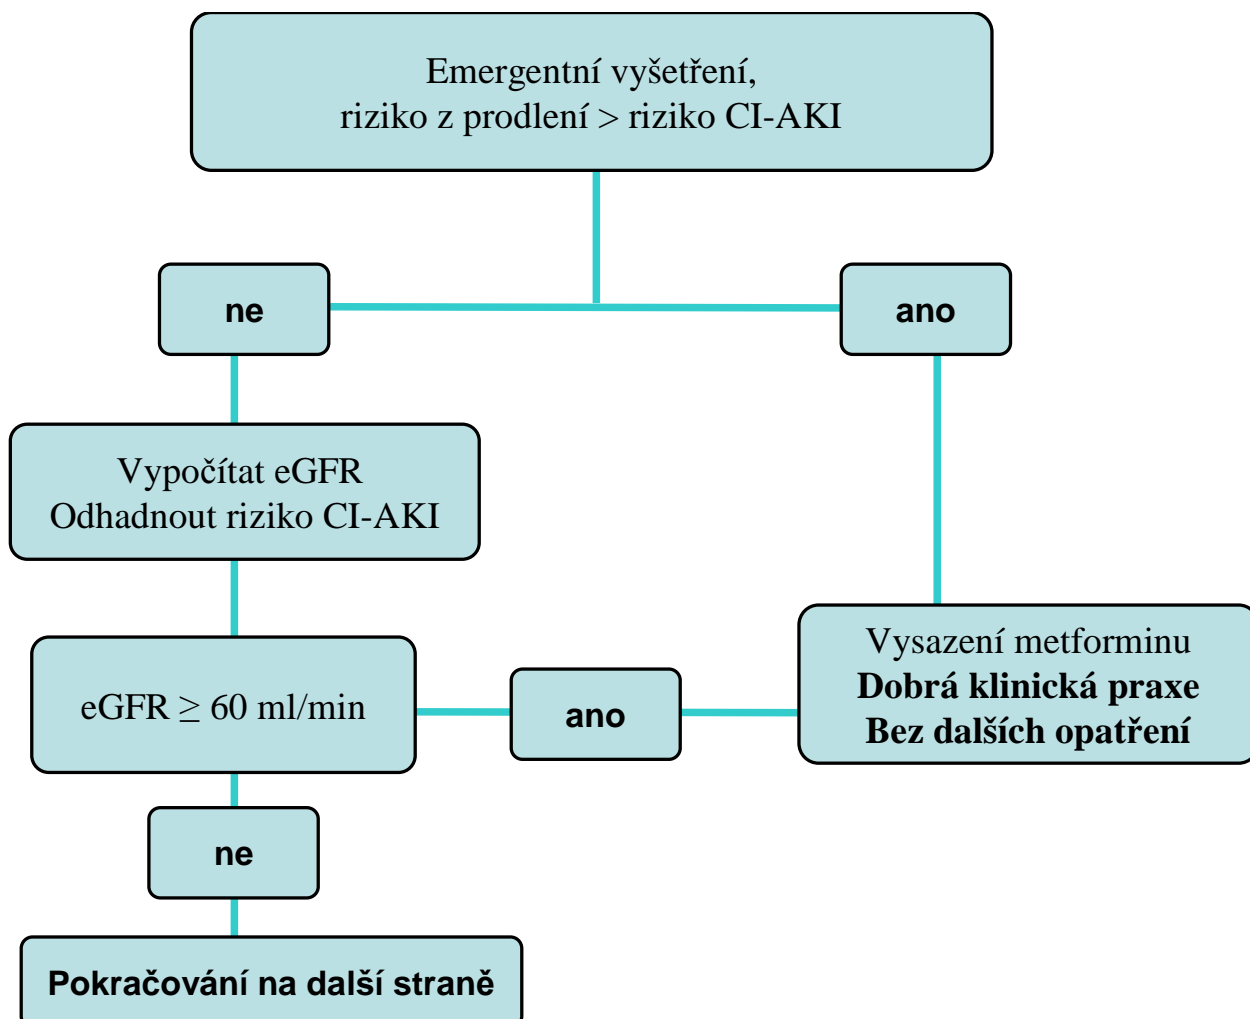 Emergentní vyšetření,
riziko z prodlení > riziko CI-AKI
ne
ano
Vypočítat eGFR
Odhadnout riziko CI-AKI
eGFR ≥ 60 ml/min
ano
Vysazení metforminu
Dobrá klinická praxe
Bez dalších opatření
ne
Pokračování na další straně